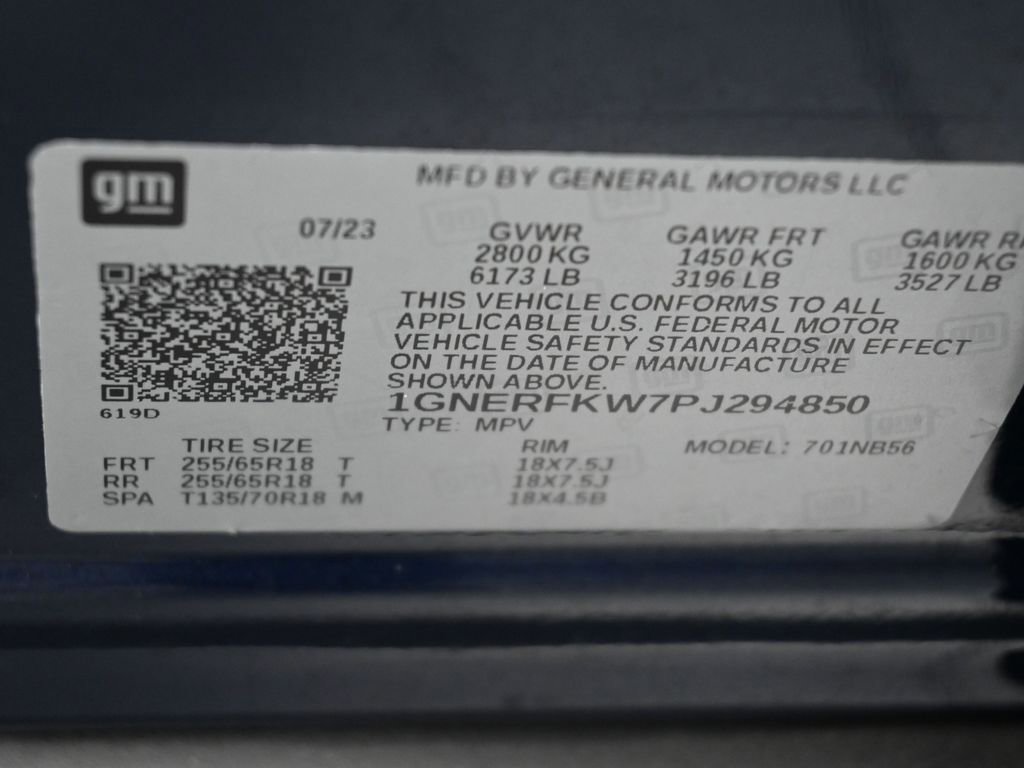 gm
MFD BY GENERAL MOTORS LLC
07/23 GVWR GAWR FRT GAWR
2800 KG 1450 KG 1600 KG
6173 LB 3196 LB 3527 LB
THIS VEHICLE CONFORMS TO ALL
APPLICABLE U.S. FEDERAL MOTOR
VEHICLE SAFETY STANDARDS IN EFFECT
ON THE DATE OF MANUFACTURE
SHOWN ABOVE.
1GNERFKW7PJ294850
619D
TYPE: MPV
TIRE SIZE RIM MODEL: 701NB56
FRT 255/65R18 T 18X7.5J
RR 255/65R18 T 18X7.5J
SPA T135/70R18 M 18X4.5B